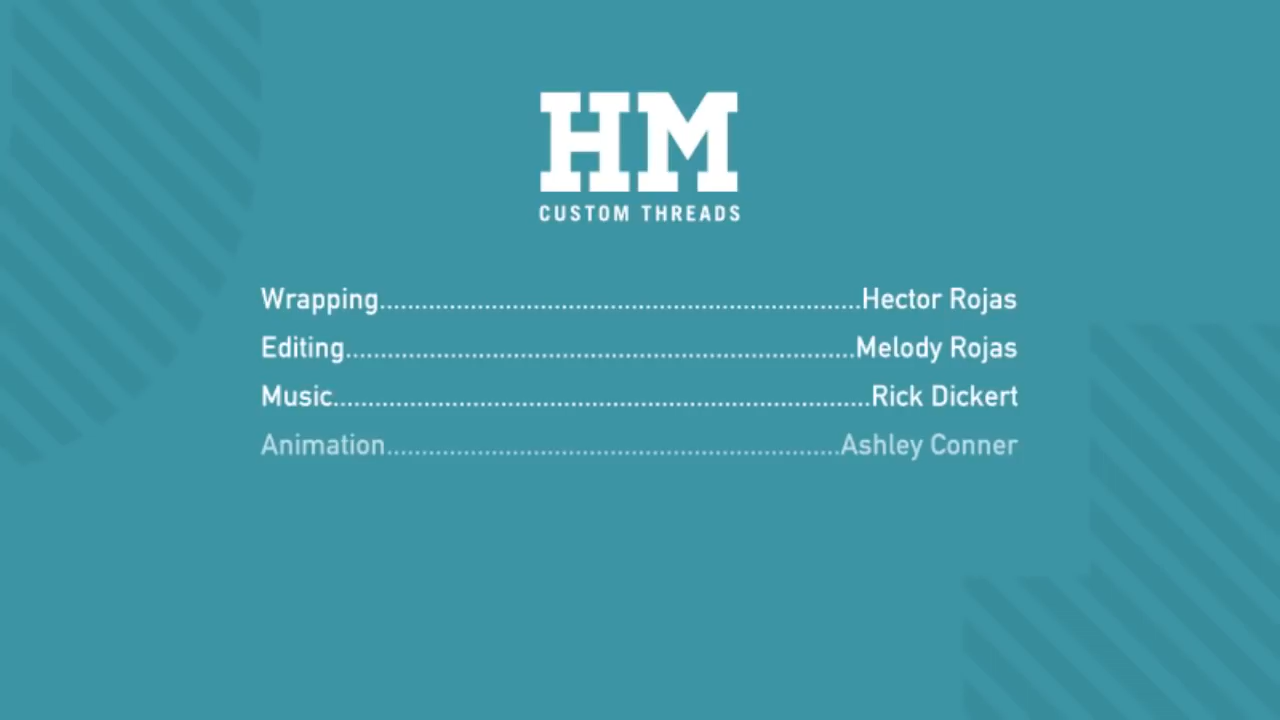 HM
CUSTOM THREADS
Wrapping.......................................................................Hector Rojas
Editing...........................................................................Melody Rojas
Music...............................................................................Rick Dickert
Animation...................................................................Ashley Conner